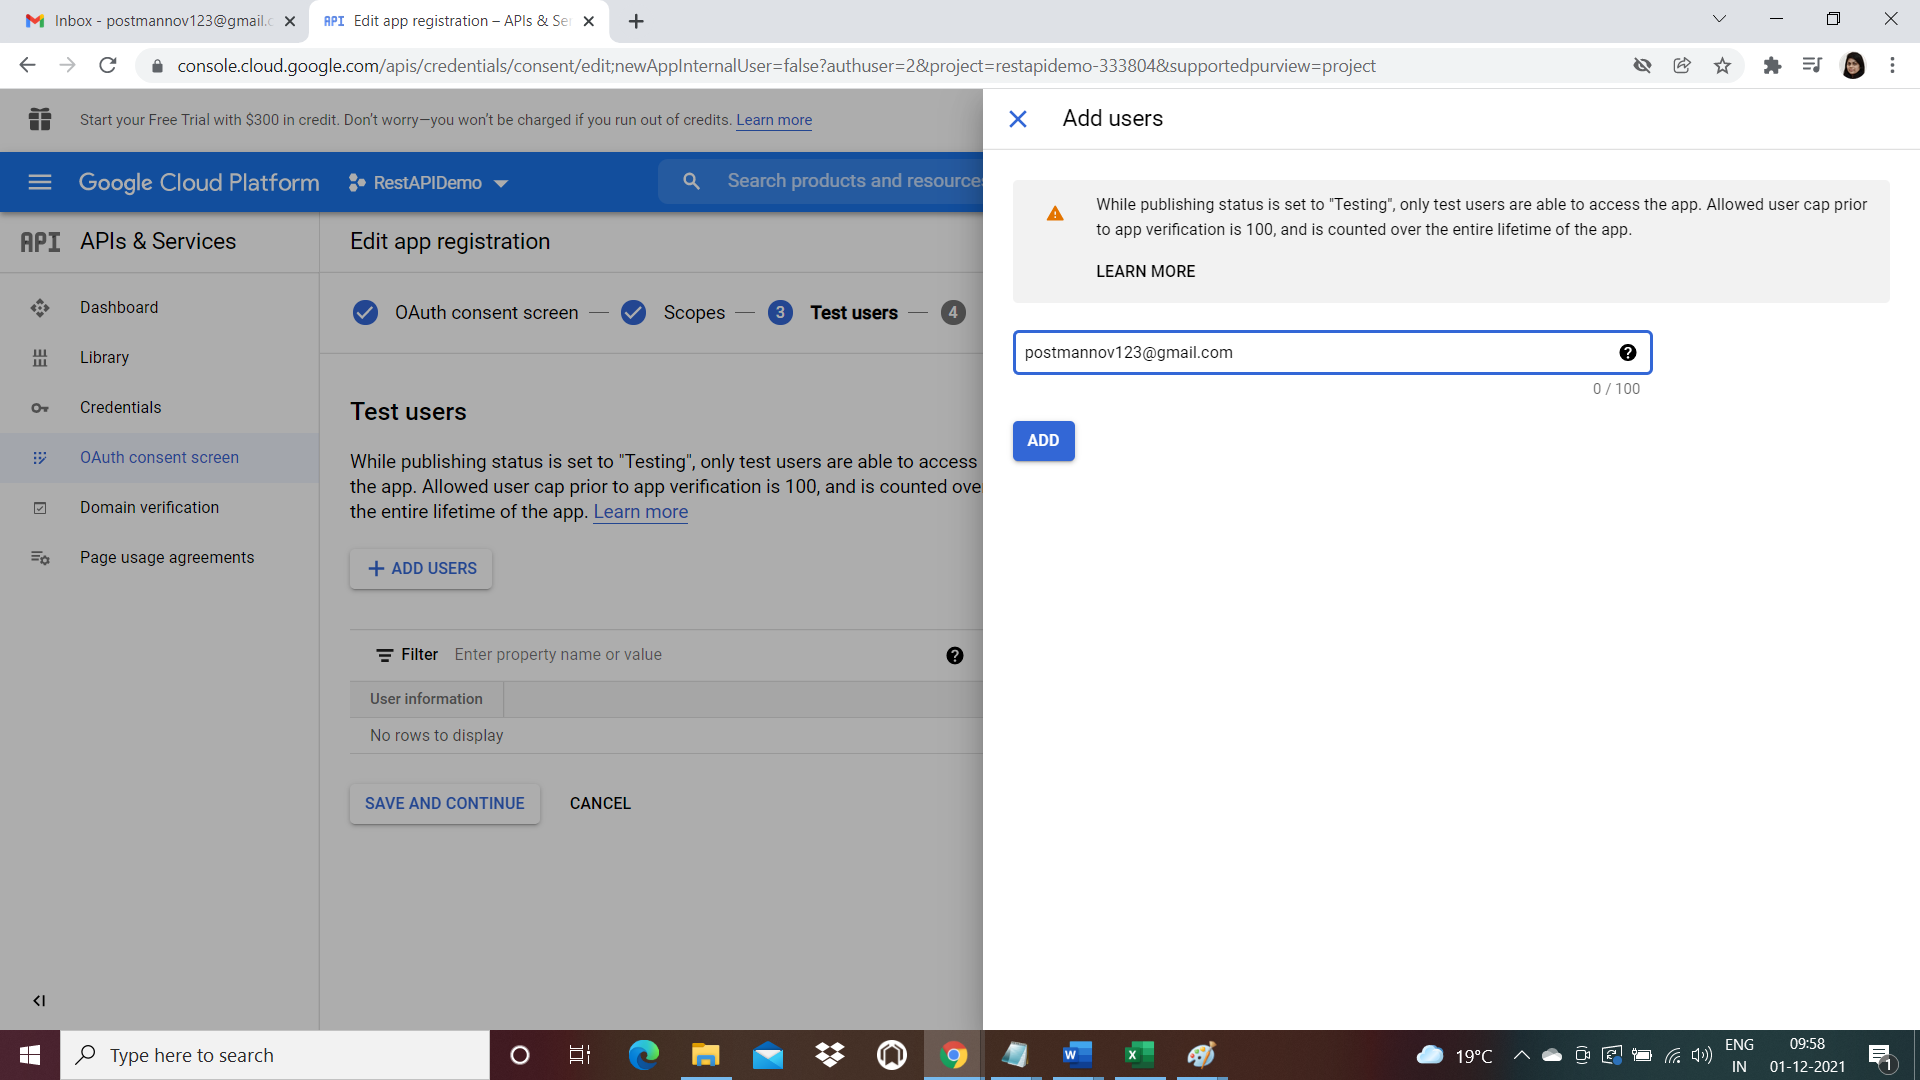 Inbox - postmannov123@gmail.c
API Edit app registration – APIs & Se
console.cloud.google.com/apis/credentials/consent/edit;newAppInternalUser=false?authuser=2&project=restapidemo-333804&supportedpurview=project
Start your Free Trial with $300 in credit. Don't worry—you won't be charged if you run out of credits. Learn more
Google Cloud Platform
RestAPIDemo
Search products and resources
API APIs & Services
Dashboard
Library
Credentials
OAuth consent screen
Domain verification
Page usage agreements
Edit app registration
OAuth consent screen — Scopes — 3 Test users — 4
Test users
While publishing status is set to "Testing", only test users are able to access
the app. Allowed user cap prior to app verification is 100, and is counted ove
the entire lifetime of the app. Learn more
+ ADD USERS
Filter Enter property name or value
User information
No rows to display
SAVE AND CONTINUE CANCEL
Add users
While publishing status is set to "Testing", only test users are able to access the app. Allowed user cap prior
to app verification is 100, and is counted over the entire lifetime of the app.
LEARN MORE
postmannov123@gmail.com
0 / 100
ADD
Type here to search
19°C
ENG
IN
09:58
01-12-2021
1